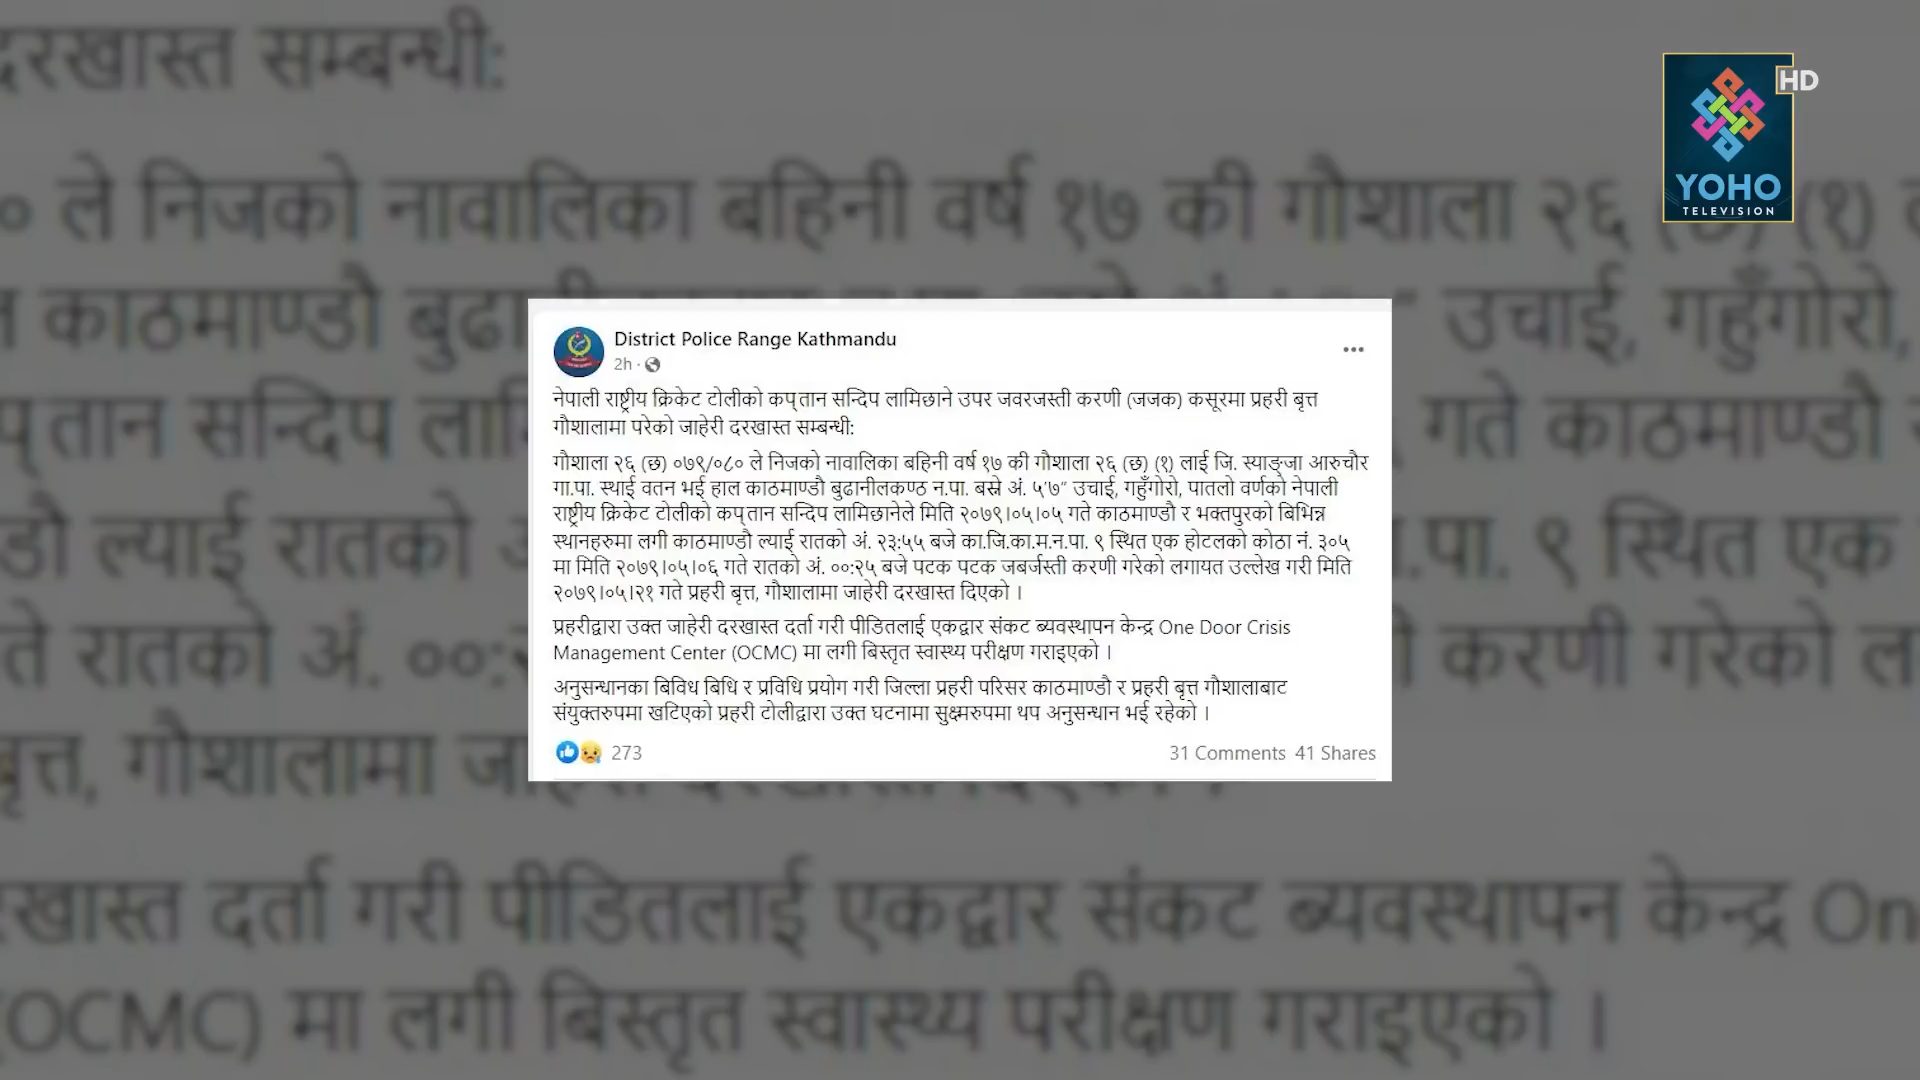 HD
YOHO
TELEVISION
District Police Range Kathmandu
2h
नेपाली राष्ट्रीय क्रिकेट टोलीको कप्‌तान सन्दिप लामिछाने उपर जवरजस्ती करणी (जजक) कसूरमा प्रहरी बृत्त
गौशालामा परेको जाहेरी दरखास्त सम्बन्धी:
गौशाला २६ (छ) ०७९/०८० ले निजको नावालिका बहिनी वर्ष १७ की गौशाला २६ (छ) (१) लाई जि. स्याङ्जा आरुचौर
गा.पा. स्थाई वतन भई हाल काठमाण्डौ बुढानीलकण्ठ न.पा. बस्ने अं. ५'७" उचाई, गहुँगोरो, पातलो वर्णको नेपाली
राष्ट्रीय क्रिकेट टोलीको कप्‌तान सन्दिप लामिछानेले मिति २०७९।०५।०५ गते काठमाण्डौ र भक्तपुरको बिभिन्न
स्थानहरुमा लगी काठमाण्डौ ल्याई रातको अं. २३:५५ बजे का.जि.का.म.न.पा. ९ स्थित एक होटलको कोठा नं. ३०५
मा मिति २०७९।०५।०६ गते रातको अं. ००:२५ बजे पटक पटक जबर्जस्ती करणी गरेको लगायत उल्लेख गरी मिति
२०७९।०५।२१ गते प्रहरी बृत्त, गौशालामा जाहेरी दरखास्त दिएको ।
प्रहरीद्वारा उक्त जाहेरी दरखास्त दर्ता गरी पीडितलाई एकद्वार संकट ब्यवस्थापन केन्द्र One Door Crisis
Management Center (OCMC) मा लगी बिस्तृत स्वास्थ्य परीक्षण गराइएको ।
अनुसन्धानका बिविध बिधि र प्रविधि प्रयोग गरी जिल्ला प्रहरी परिसर काठमाण्डौ र प्रहरी बृत्त गौशालाबाट
संयुक्तरुपमा खटिएको प्रहरी टोलीद्वारा उक्त घटनामा सुक्ष्मरुपमा थप अनुसन्धान भई रहेको ।
273
31 Comments 41 Shares